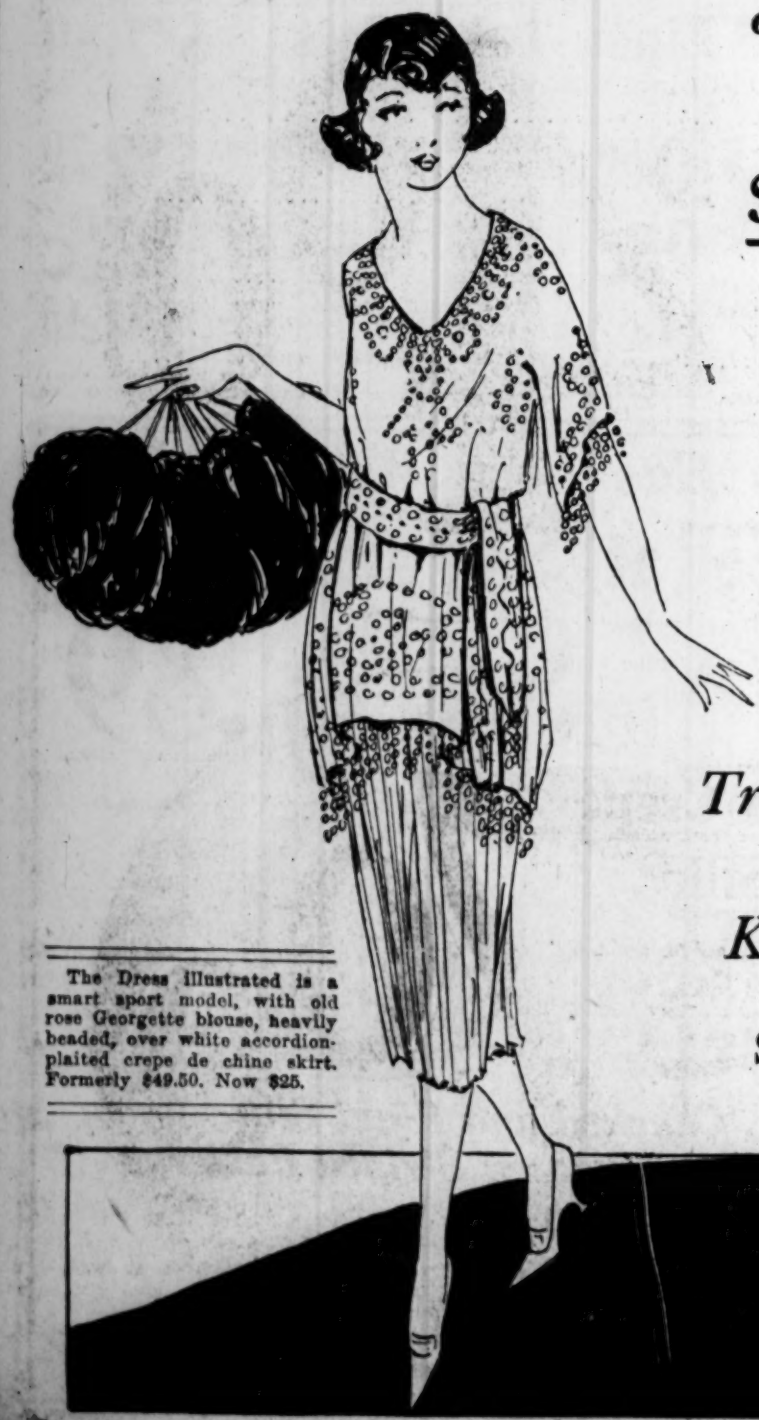 The Dress illustrated is a
smart sport model, with old
rose Georgette blouse, heavily
beaded, over white accordion-
plaited crepe de chine skirt.
Formerly $49.50. Now $25.
Tr
K